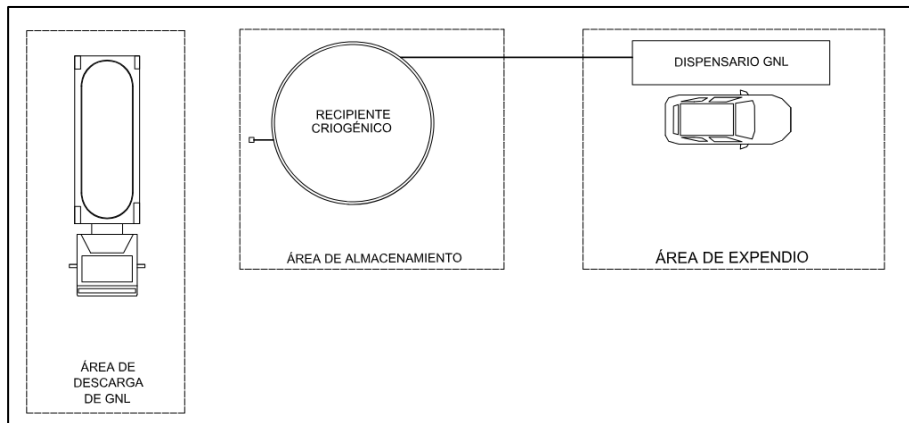 DISPENSARIO GNL
RECIPIENTE
CRIOGÉNICO
ÁREA DE ALMACENAMIENTO
ÁREA DE EXPENDIO
ÁREA DE
DESCARGA
DE GNL